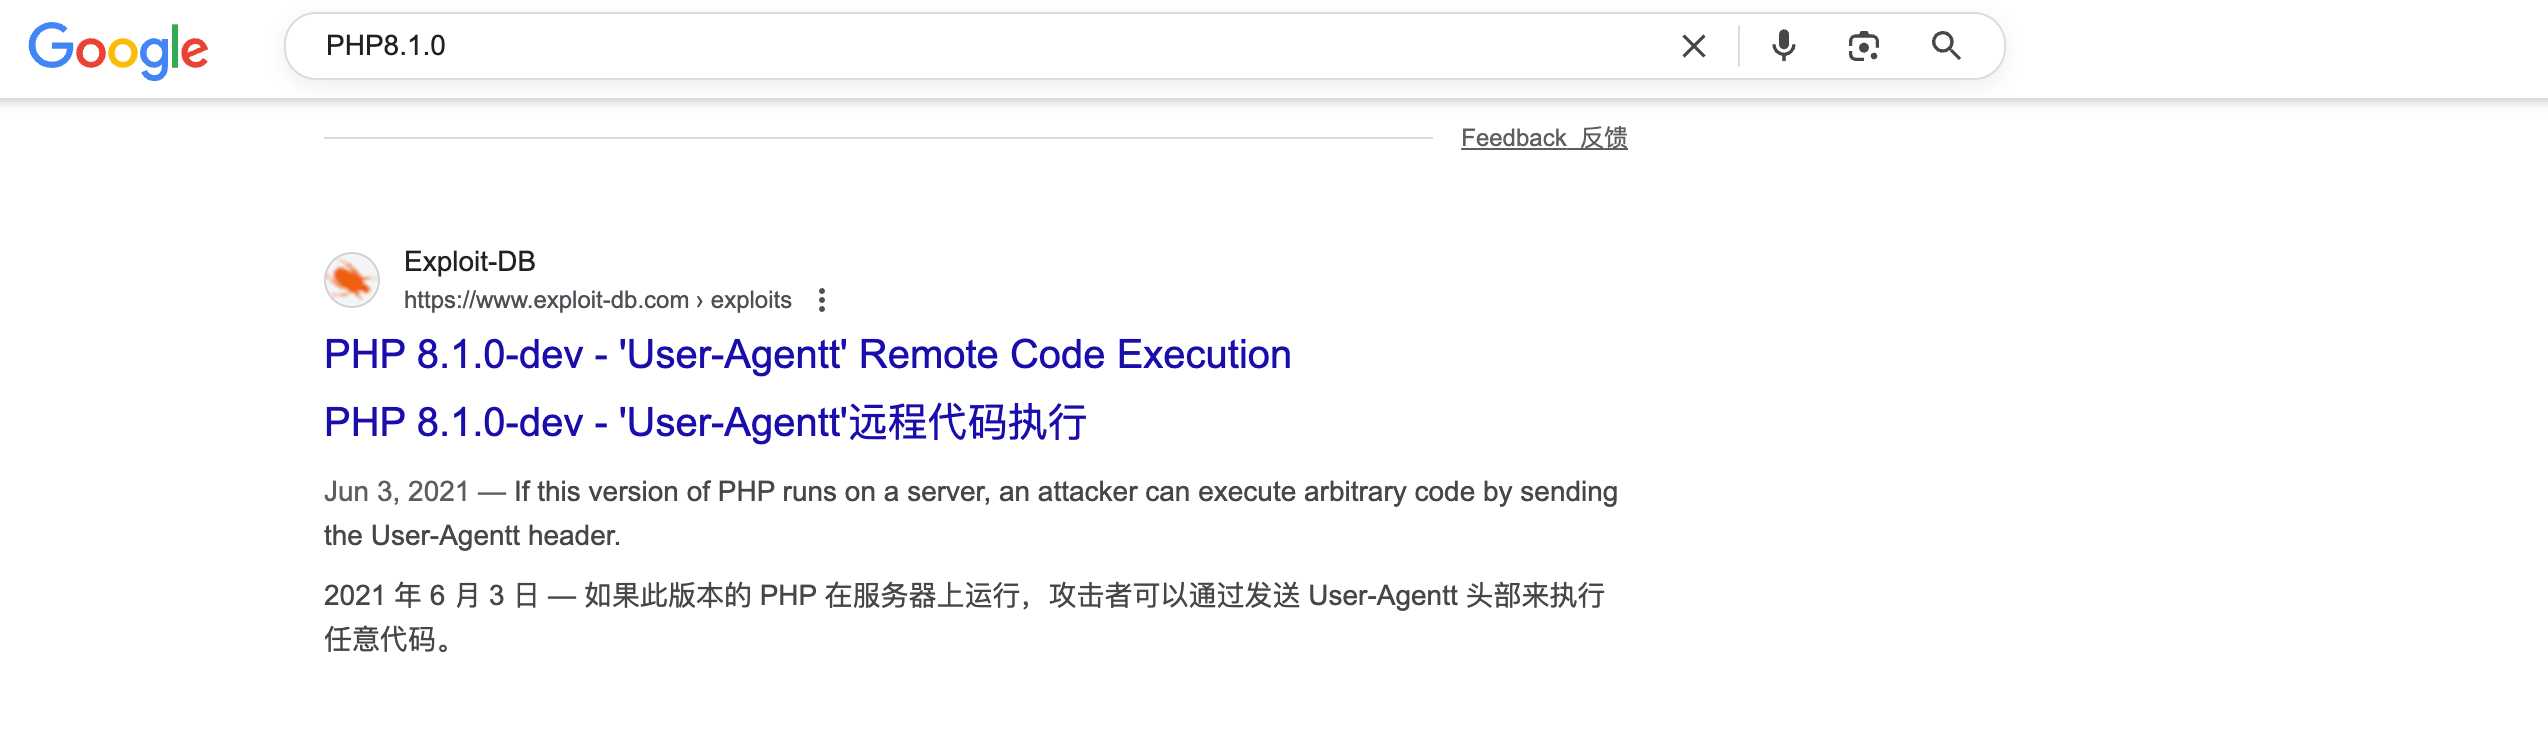 Google
PHP8.1.0
Feedback 反馈
Exploit-DB
https://www.exploit-db.com › exploits
PHP 8.1.0-dev - 'User-Agentt' Remote Code Execution
PHP 8.1.0-dev - 'User-Agentt'远程代码执行
Jun 3, 2021 — If this version of PHP runs on a server, an attacker can execute arbitrary code by sending
the User-Agentt header.
2021 年 6 月 3 日 — 如果此版本的 PHP 在服务器上运行，攻击者可以通过发送 User-Agentt 头部来执行
任意代码。